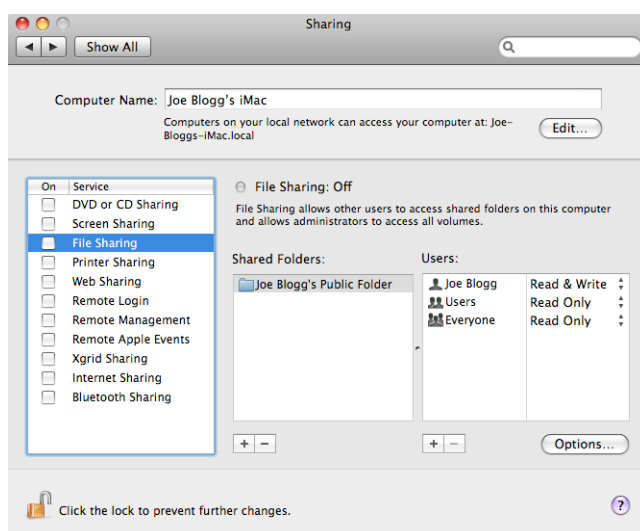 Sharing
Show All
Computer Name: Joe Blogg's iMac
Computers on your local network can access your computer at: Joe-
Bloggs-iMac.local
Edit...
On Service
DVD or CD Sharing
Screen Sharing
File Sharing
Printer Sharing
Web Sharing
Remote Login
Remote Management
Remote Apple Events
Xgrid Sharing
Internet Sharing
Bluetooth Sharing
File Sharing: Off
File Sharing allows other users to access shared folders on this computer
and allows administrators to access all volumes.
Shared Folders:
Joe Blogg's Public Folder
Users:
Joe Blogg Read & Write
Users Read Only
Everyone Read Only
+ −
+ −
Options...
Click the lock to prevent further changes.
?